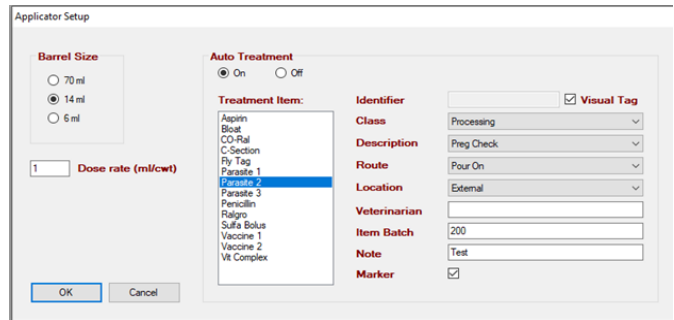 Applicator Setup
Barrel Size
70 ml
14 ml
6 ml
1 Dose rate (ml/cwt)
OK Cancel
Auto Treatment
On Off
Treatment Item:
Aspirin
Bloat
CO-Ral
C-Section
Fly Tag
Parasite 1
Parasite 2
Parasite 3
Penicillin
Ralgro
Sulfa Bolus
Vaccine 1
Vaccine 2
Vit Complex
Identifier Visual Tag
Class Processing
Description Preg Check
Route Pour On
Location External
Veterinarian
Item Batch 200
Note Test
Marker